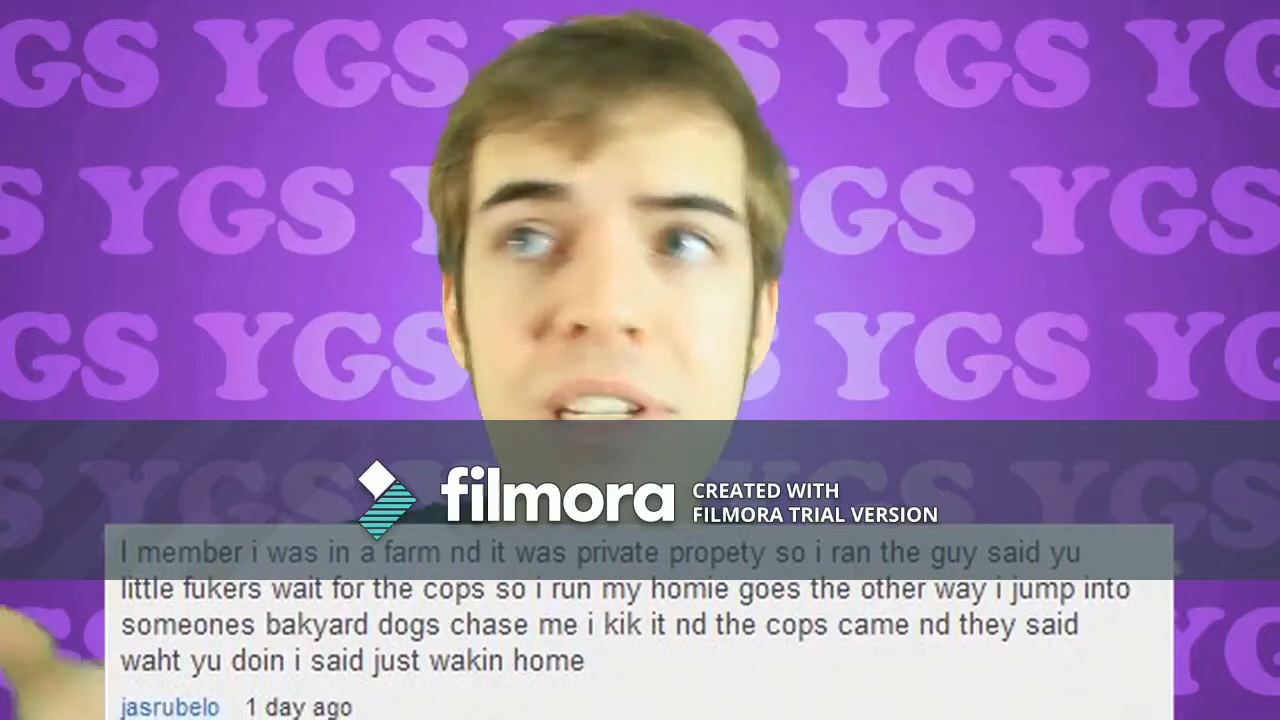 GS YGS YGS YGS YG
S YGS Y GS YGS
GS YGS YGS YG
GS YGS YGS
filmora CREATED WITH
FILMORA TRIAL VERSION
I member i was in a farm nd it was private propety so i ran the guy said yu
little fukers wait for the cops so i run my homie goes the other way i jump into
someones bakyard dogs chase me i kik it nd the cops came nd they said
waht yu doin i said just wakin home
jasrubelo 1 day ago